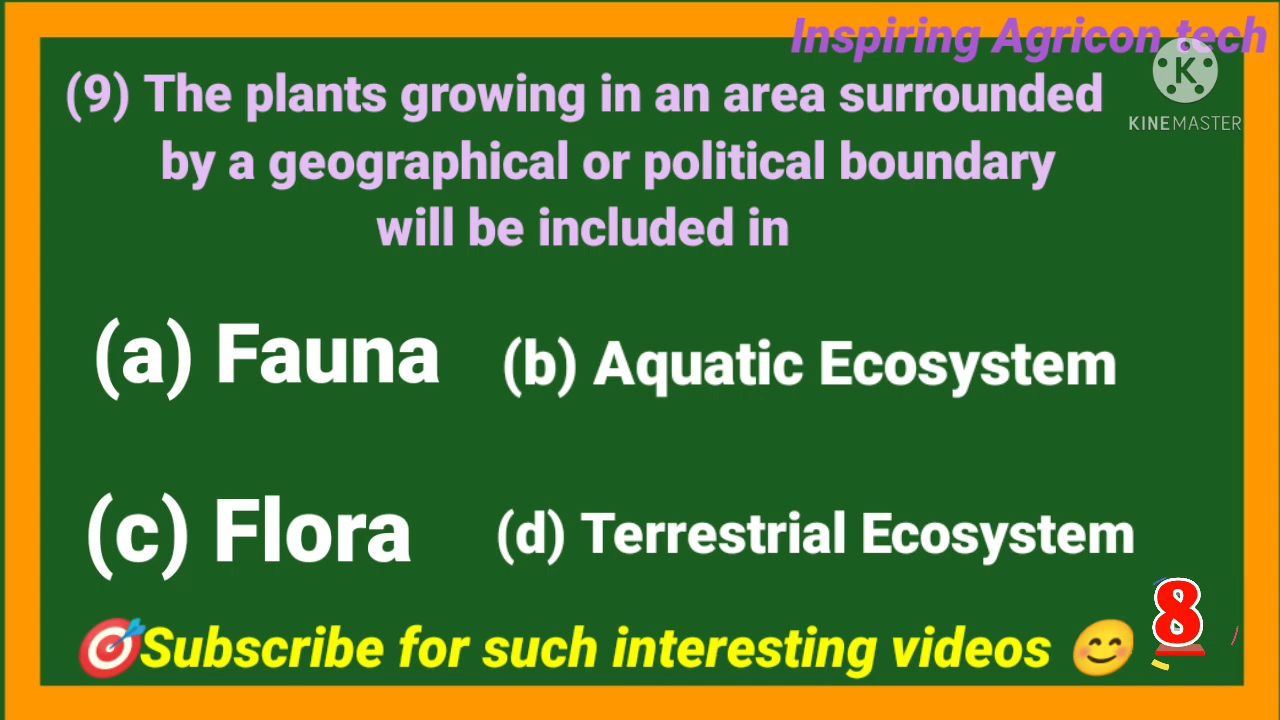 Inspiring Agricon tech
KINEMASTER
(9) The plants growing in an area surrounded
by a geographical or political boundary
will be included in
(a) Fauna (b) Aquatic Ecosystem
(c) Flora (d) Terrestrial Ecosystem
🎯Subscribe for such interesting videos 😊
8